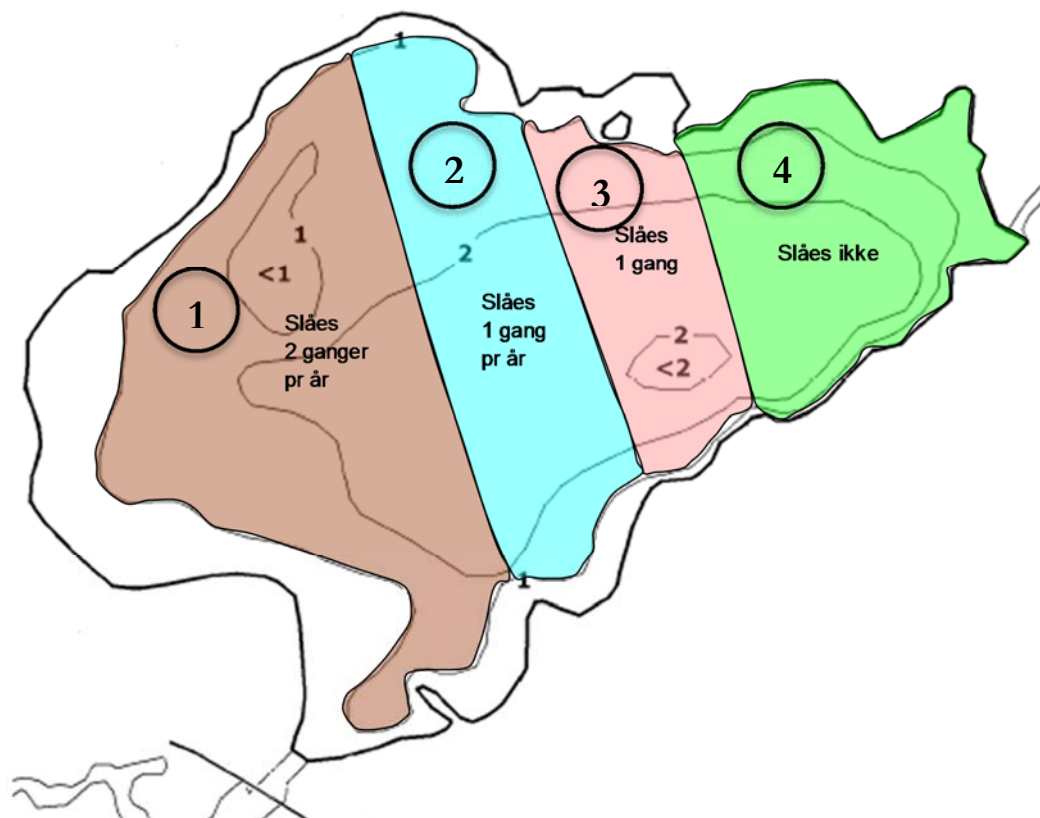 1
2
3
4
1
2
1
<1
Slåes
1 gang
Slåes ikke
Slåes
2 ganger
pr år
Slåes
1 gang
pr år
2
<2
1